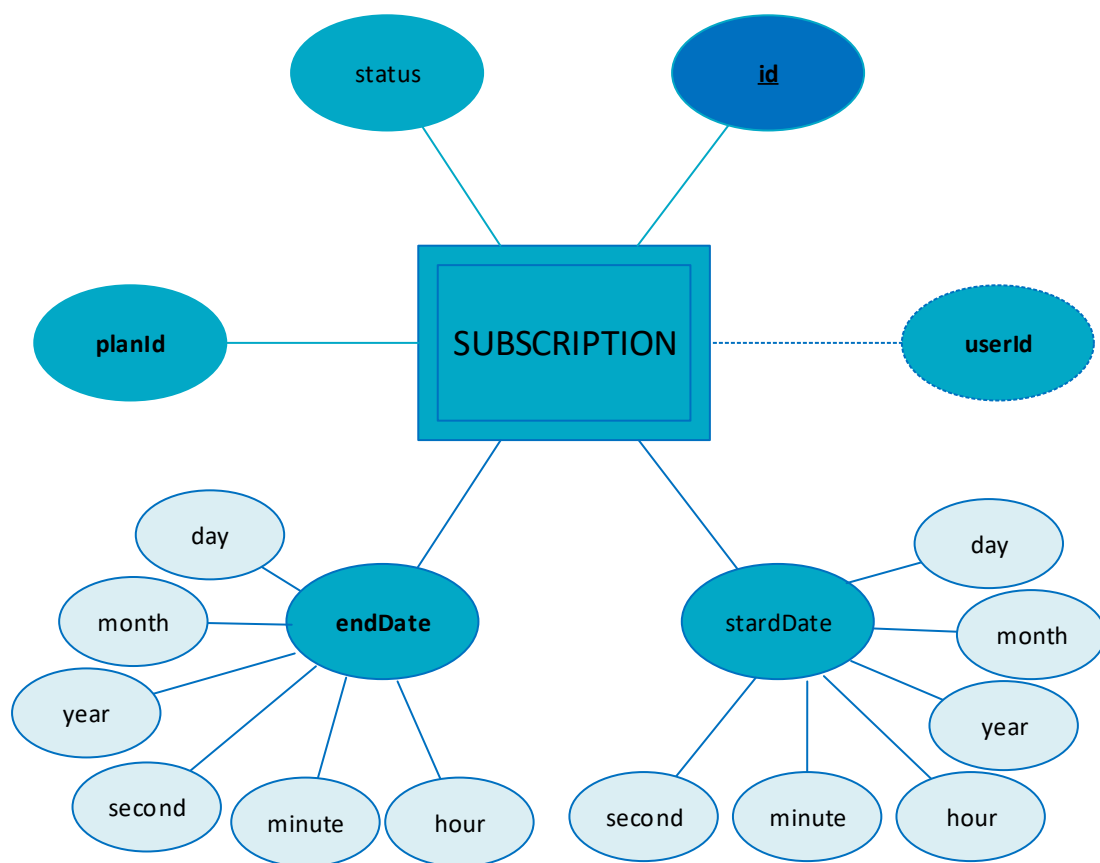 status
id
planId
SUBSCRIPTION
userId
day
month
year
second
minute
hour
endDate
stardDate
day
month
year
hour
minute
second